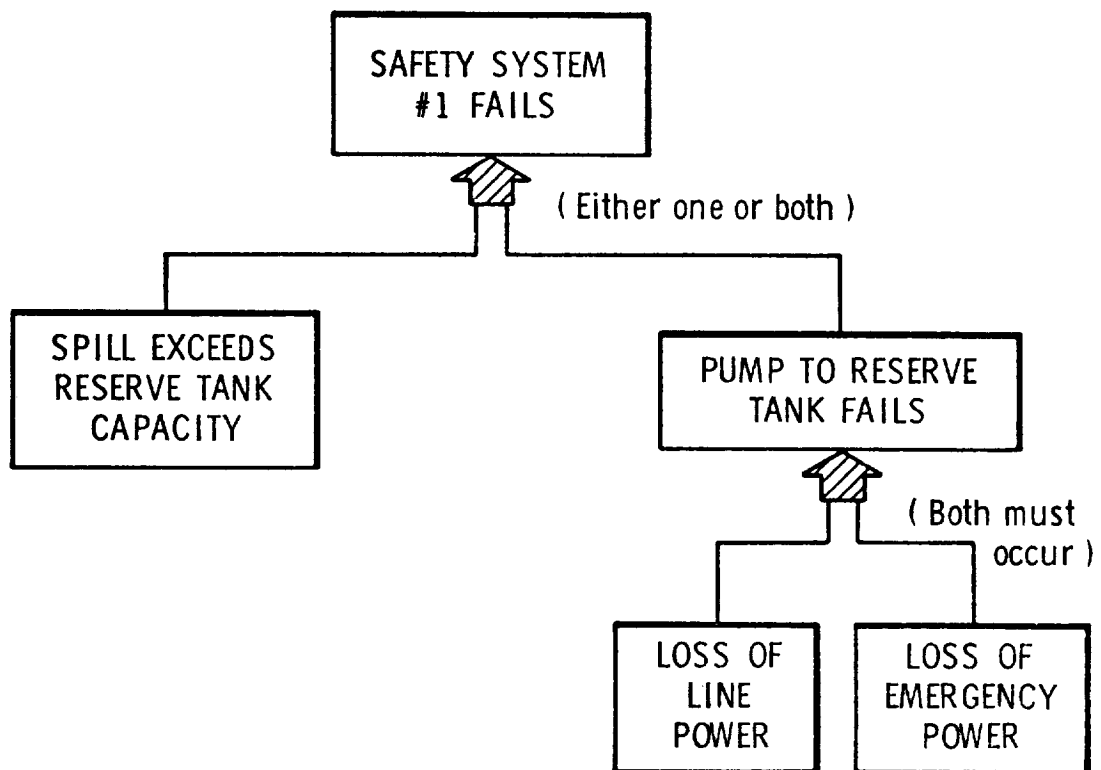 SAFETY SYSTEM
#1 FAILS
( Either one or both )
SPILL EXCEEDS
RESERVE TANK
CAPACITY
PUMP TO RESERVE
TANK FAILS
( Both must
occur )
LOSS OF
LINE
POWER
LOSS OF
EMERGENCY
POWER